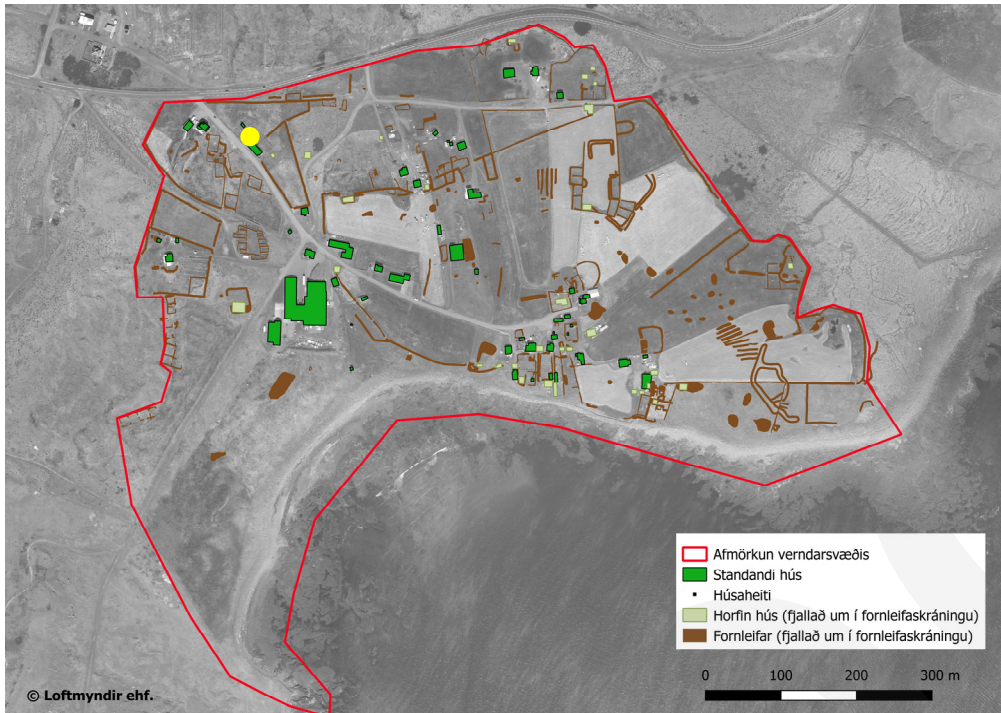 Afmörkun verndarsvæðis
Standandi hús
Húsaheiti
Horfin hús (fjallað um í fornleifaskráningu)
Fornleifar (fjallað um í fornleifaskráningu)
0 100 200 300 m
© Loftmyndir ehf.